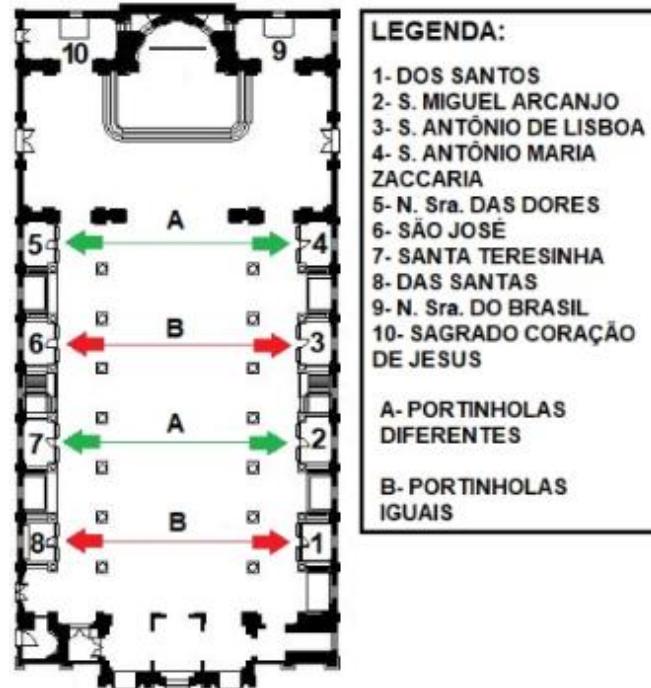 10
9
A
5
4
B
6
3
A
7
2
B
8
1
LEGENDA:
1- DOS SANTOS
2- S. MIGUEL ARCANJO
3- S. ANTÔNIO DE LISBOA
4- S. ANTÔNIO MARIA
ZACCARIA
5- N. Sra. DAS DORES
6- SÃO JOSÉ
7- SANTA TERESINHA
8- DAS SANTAS
9- N. Sra. DO BRASIL
10- SAGRADO CORAÇÃO
DE JESUS
A- PORTINHOLAS
DIFERENTES
B- PORTINHOLAS
IGUAIS